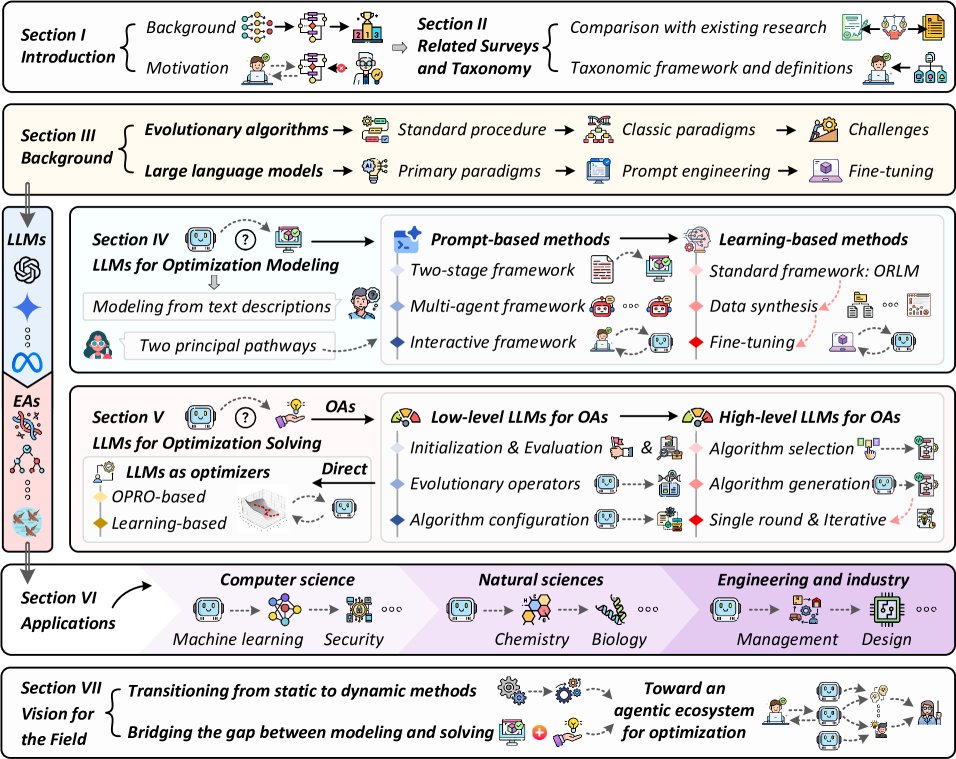 Section I
Introduction
Background
Motivation
Section II
Related Surveys
and Taxonomy
Comparison with existing research
Taxonomic framework and definitions
Section III
Background
Evolutionary algorithms
Standard procedure
Classic paradigms
Challenges
Large language models
Primary paradigms
Prompt engineering
Fine-tuning
LLMs
EAs
Section IV
LLMs for Optimization Modeling
Modeling from text descriptions
Two principal pathways
Prompt-based methods
Two-stage framework
Multi-agent framework
Interactive framework
Learning-based methods
Standard framework: ORLM
Data synthesis
Fine-tuning
Section V
LLMs for Optimization Solving
OAs
Direct
LLMs as optimizers
OPRO-based
Learning-based
Low-level LLMs for OAs
Initialization & Evaluation
&
Evolutionary operators
Algorithm configuration
High-level LLMs for OAs
Algorithm selection
Algorithm generation
Single round & Iterative
Section VI
Applications
Computer science
Machine learning
Security
Natural sciences
Chemistry
Biology
Engineering and industry
Management
Design
Section VII
Vision for
the Field
Transitioning from static to dynamic methods
Bridging the gap between modeling and solving
Toward an
agentic ecosystem
for optimization